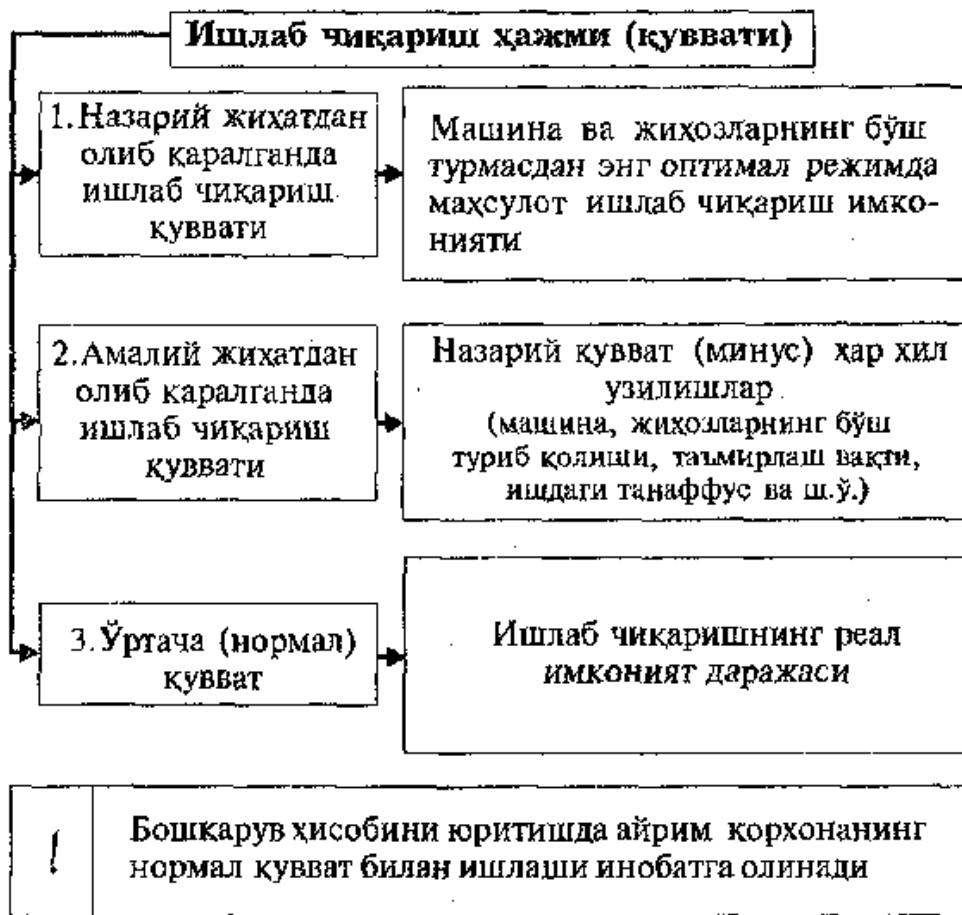 Ишлаб чиқариш ҳажми (қуввати)
1. Назарий жиҳатдан
олиб қаралганда
ишлаб чиқариш
қуввати
Машина ва жиҳозларнинг бўш
турмасдан энг оптимал режимда
маҳсулот ишлаб чиқариш имко-
нияти
2. Амалий жиҳатдан
олиб қаралганда
ишлаб чиқариш
қуввати
Назарий қувват (минус) ҳар хил
узилишлар
(машина, жиҳозларнинг бўш
туриб қолиши, таъмирлаш вақти,
ишдаги танаффус ва ш.ў.)
3. Ўртача (нормал)
қувват
Ишлаб чиқаришнинг реал
имконият даражаси
!
Бошқарув ҳисобини юритишда айрим корхонанинг
нормал қувват билан ишлаши инобатга олинади